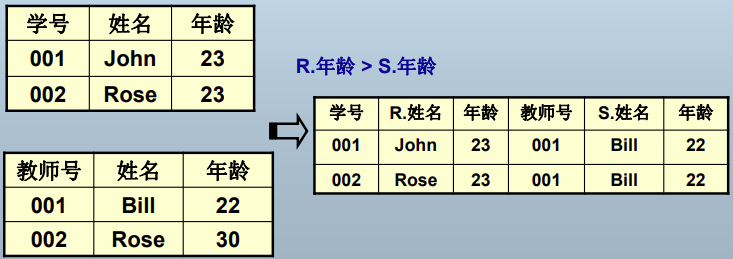 学号 姓名 年龄
001 John 23
002 Rose 23
教师号 姓名 年龄
001 Bill 22
002 Rose 30
R.年龄 > S.年龄
学号 R.姓名 年龄 教师号 S.姓名 年龄
001 John 23 001 Bill 22
002 Rose 23 001 Bill 22